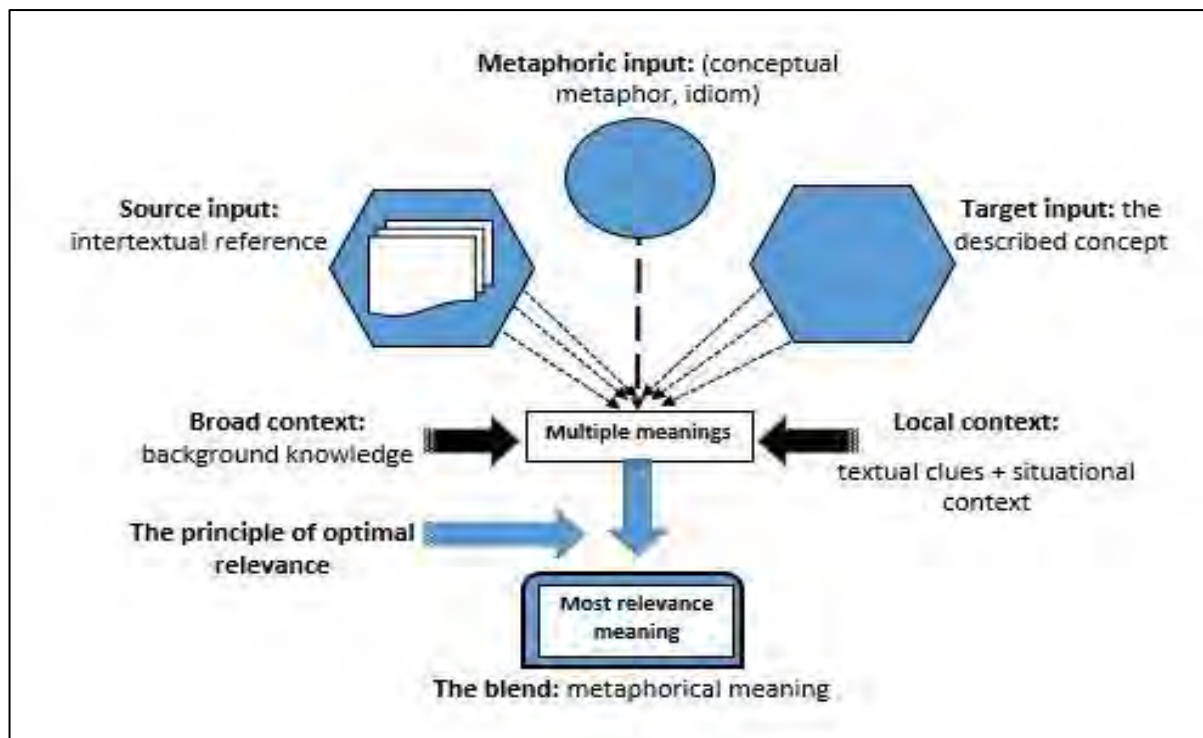 Metaphoric input: (conceptual
metaphor, idiom)
Source input:
intertextual reference
Target input: the
described concept
Broad context:
background knowledge
Multiple meanings
Local context:
textual clues + situational
context
The principle of optimal
relevance
Most relevance
meaning
The blend: metaphorical meaning